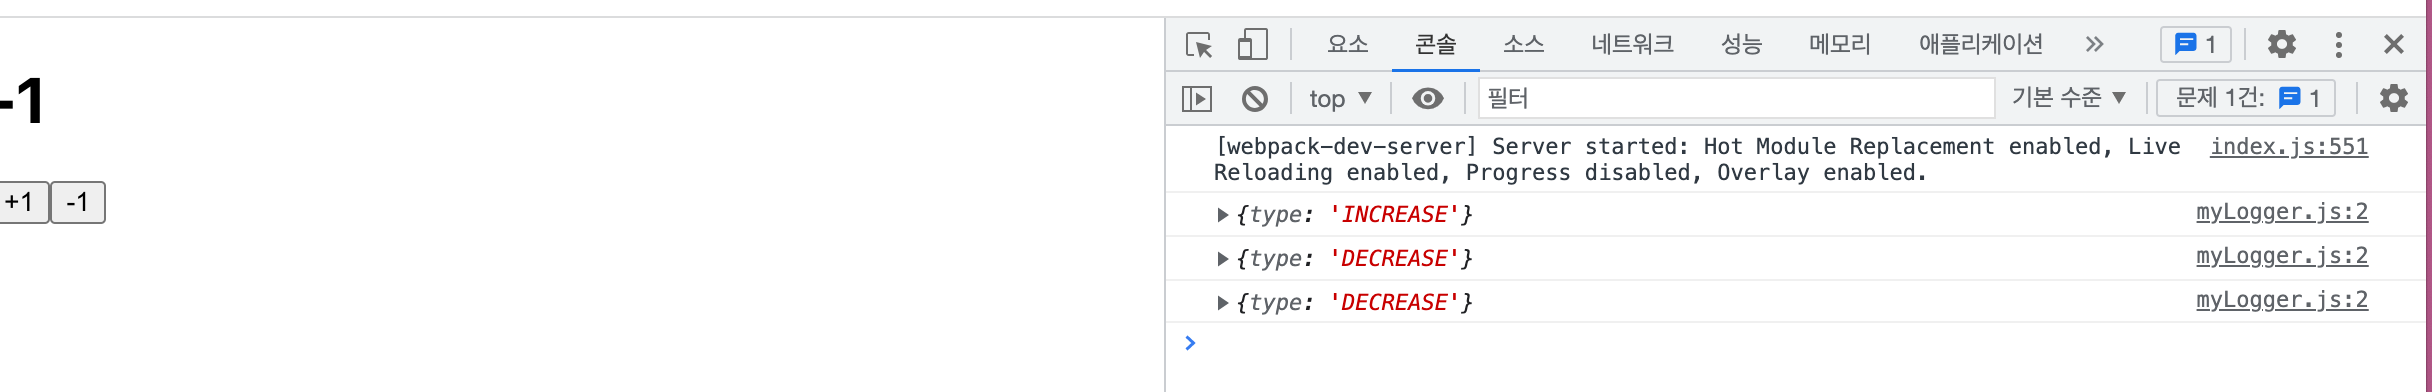 -1
+1 -1
요소 콘솔 소스 네트워크 성능 메모리 애플리케이션 1
top ▼ 필터 기본 수준 ▼ 문제 1건: 1
[webpack-dev-server] Server started: Hot Module Replacement enabled, Live index.js:551
Reloading enabled, Progress disabled, Overlay enabled.
▶{type: 'INCREASE'} myLogger.js:2
▶{type: 'DECREASE'} myLogger.js:2
▶{type: 'DECREASE'} myLogger.js:2